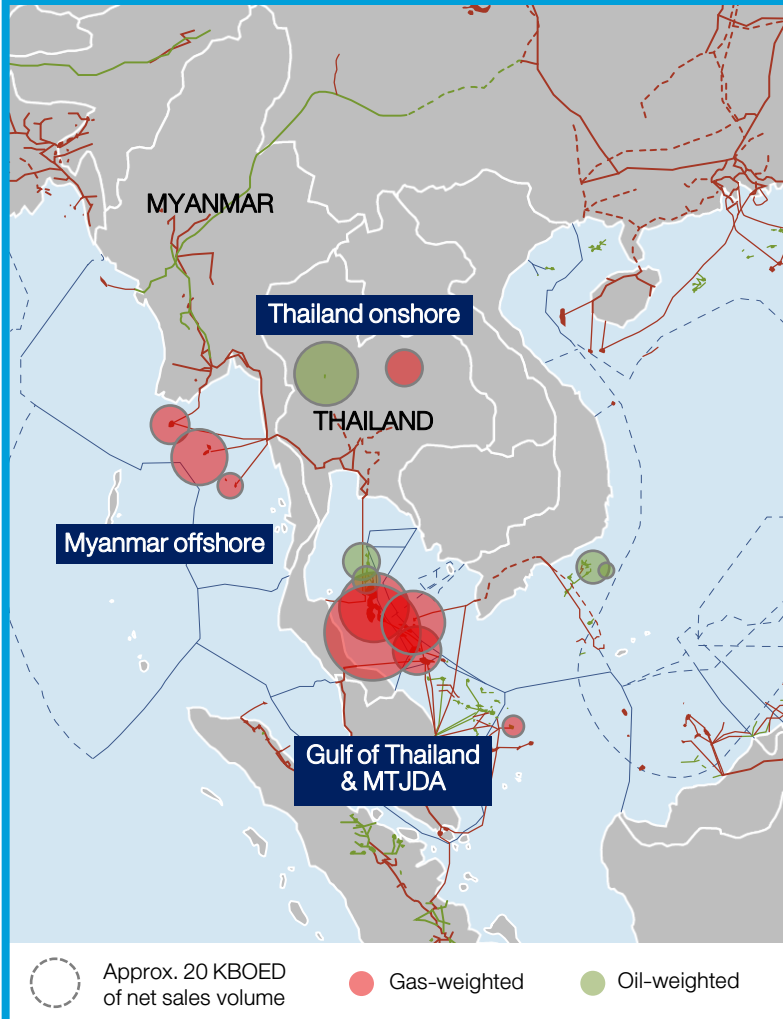 MYANMAR
Thailand onshore
THAILAND
Myanmar offshore
Gulf of Thailand
& MTJDA
Approx. 20 KBOED
of net sales volume
Gas-weighted
Oil-weighted